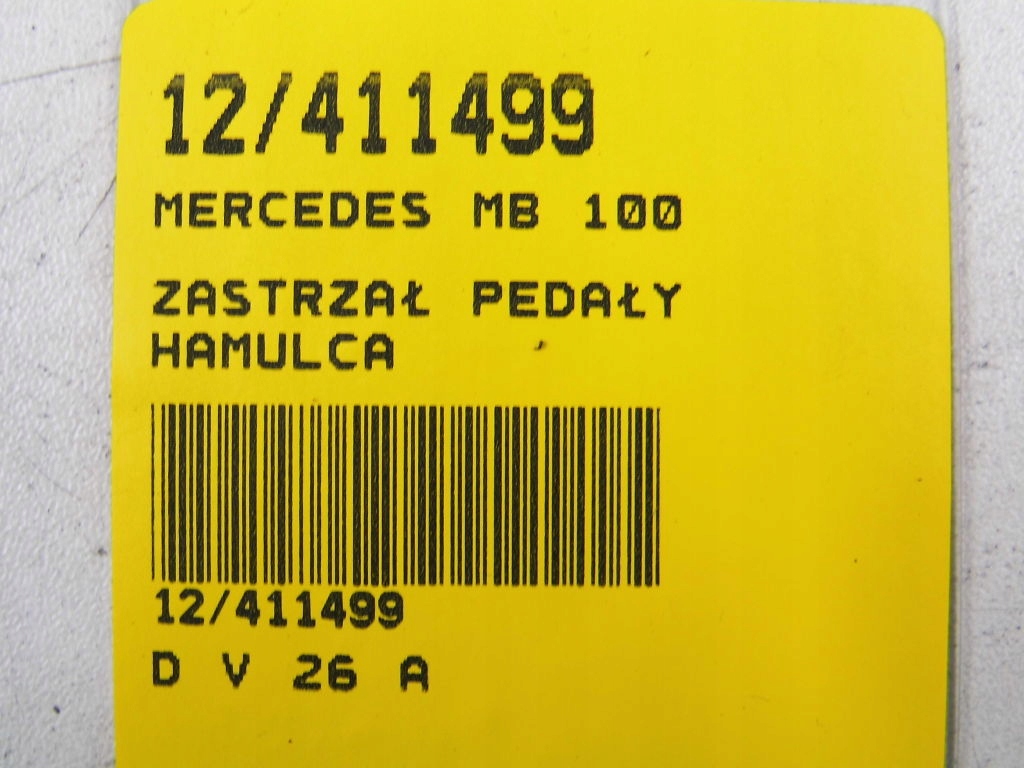 12/411499
MERCEDES MB 100
ZASTRZAŁ PEDAŁY
HAMULCA
12/411499
D V 26 A